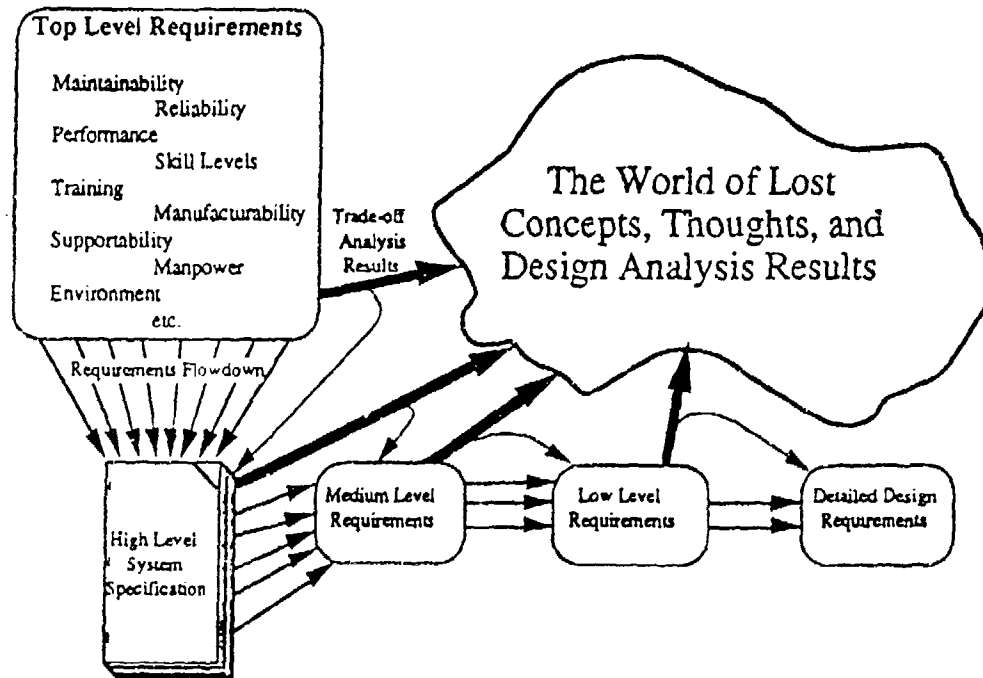 Top Level Requirements
Maintainability
Reliability
Performance
Skill Levels
Training
Manufacturability
Supportability
Manpower
Environment
etc.
Trade-off
Analysis
Results
The World of Lost
Concepts, Thoughts, and
Design Analysis Results
Requirements Flowdown
High Level
System
Specification
Medium Level
Requirements
Low Level
Requirements
Detailed Design
Requirements